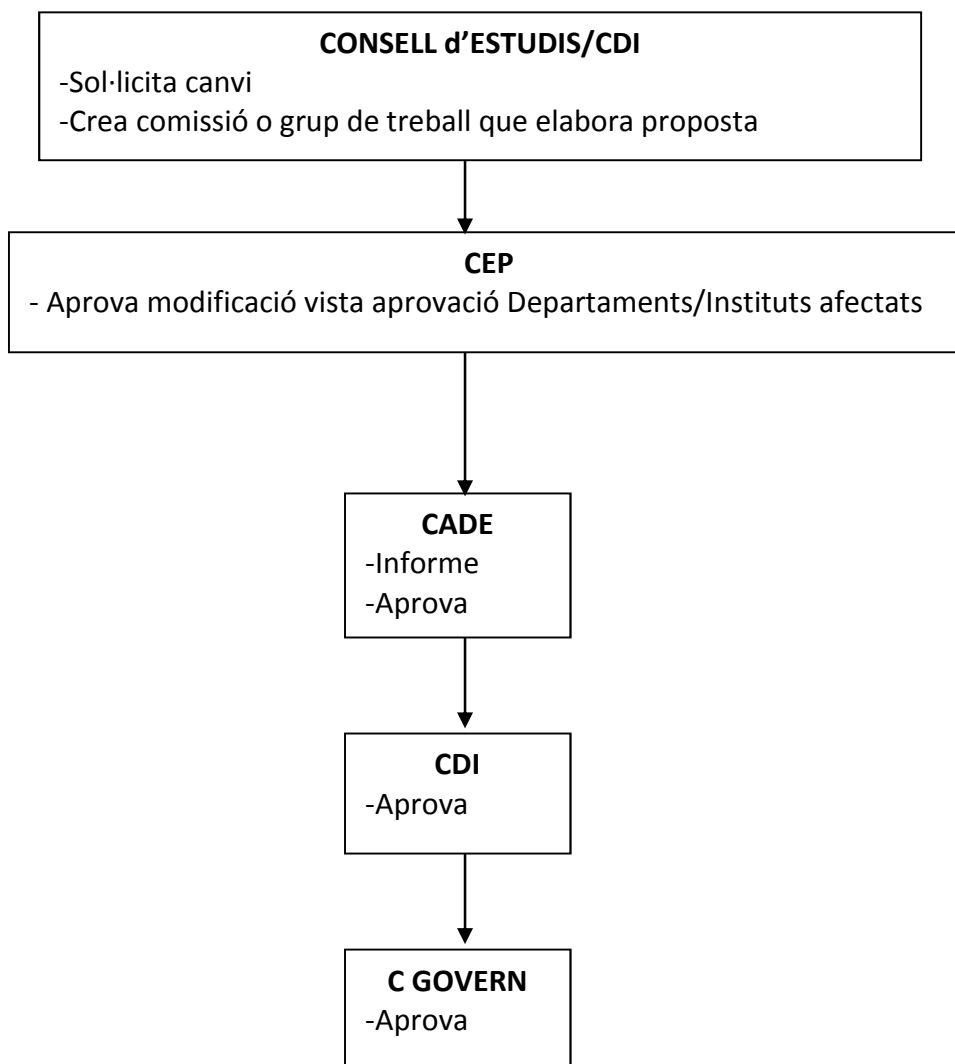 CONSELL d’ESTUDIS/CDI
-Sol·licita canvi
-Crea comissió o grup de treball que elabora proposta
CEP
- Aprova modificació vista aprovació Departaments/Instituts afectats
CADE
-Informe
-Aprova
CDI
-Aprova
C GOVERN
-Aprova